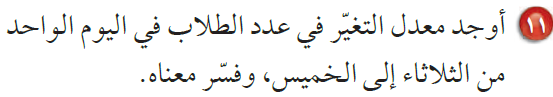 ١١ أوجد معدل التغيّر في عدد الطلاب في اليوم الواحد
من الثلاثاء إلى الخميس، وفسّر معناه.